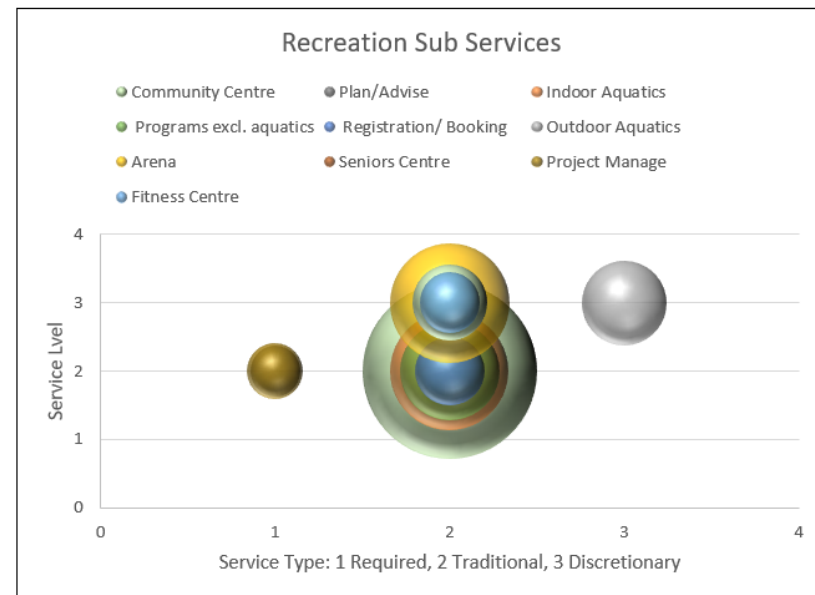 Recreation Sub Services
Community Centre Plan/Advise Indoor Aquatics
Programs excl. aquatics Registration/ Booking Outdoor Aquatics
Arena Seniors Centre Project Manage
Fitness Centre
4
3
2
1
0
Service Lvel
0 1 2 3 4
Service Type: 1 Required, 2 Traditional, 3 Discretionary